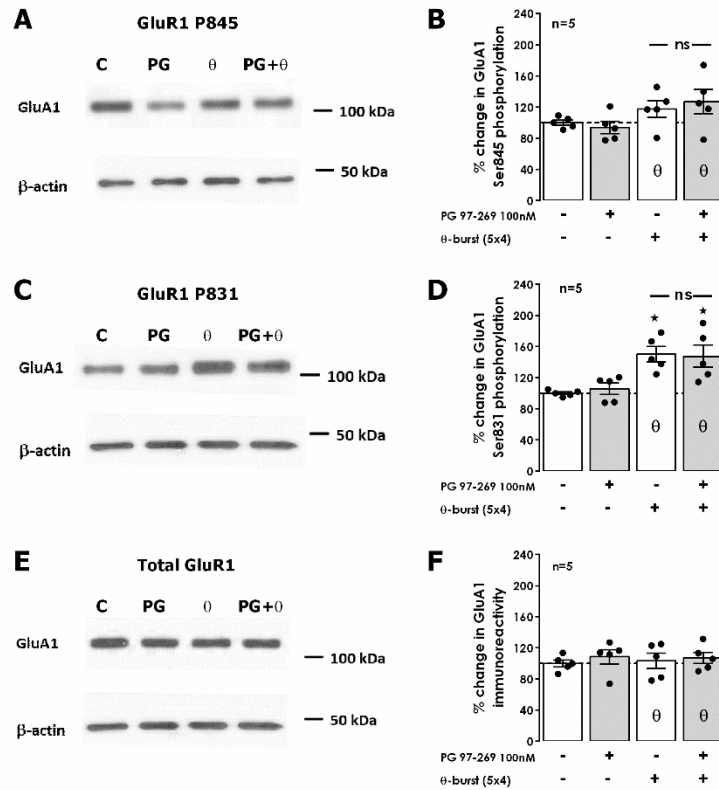 A
GluR1 P845
C PG θ PG+θ
GluA1
100 kDa
50 kDa
β-actin
B
% change in GluA1
Ser845 phosphorylation
240
200
160
120
80
40
0
n=5
ns
θ θ
PG 97-269 100nM - + - +
θ-burst (5x4) - - + +
C
GluR1 P831
C PG θ PG+θ
GluA1
100 kDa
50 kDa
β-actin
D
% change in GluA1
Ser831 phosphorylation
240
200
160
120
80
40
0
n=5
ns
★ ★
θ θ
PG 97-269 100nM - + - +
θ-burst (5x4) - - + +
E
Total GluR1
C PG θ PG+θ
GluA1
100 kDa
50 kDa
β-actin
F
% change in GluA1
immunoreactivity
240
200
160
120
80
40
0
n=5
θ θ
PG 97-269 100nM - + - +
θ-burst (5x4) - - + +